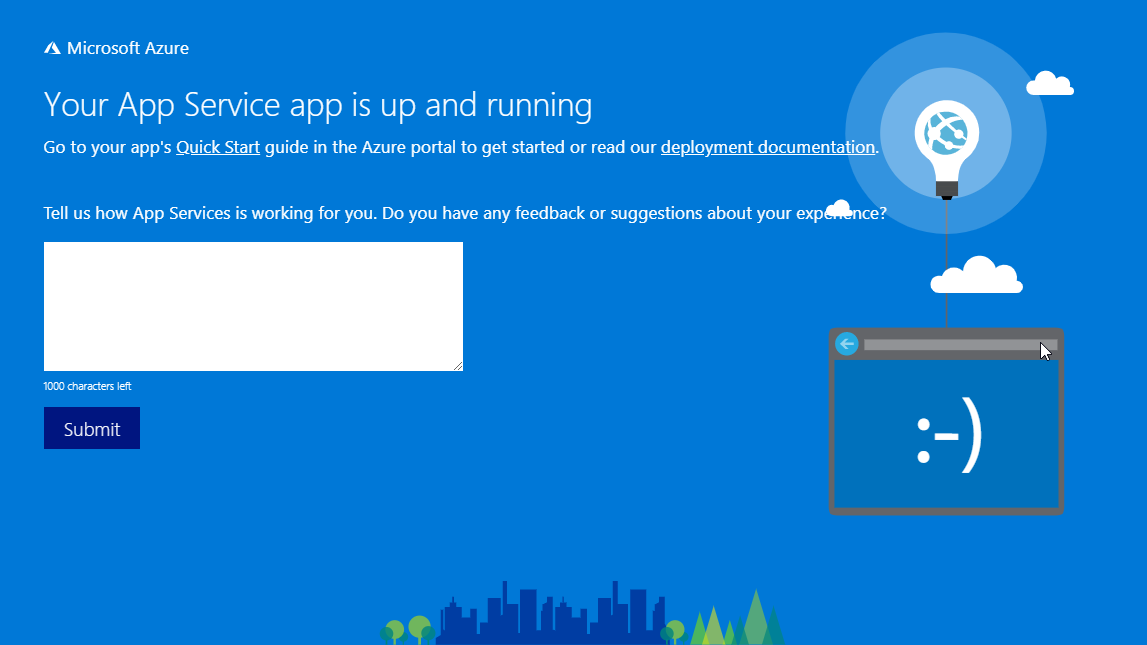 Microsoft Azure
Your App Service app is up and running
Go to your app's Quick Start guide in the Azure portal to get started or read our deployment documentation.
Tell us how App Services is working for you. Do you have any feedback or suggestions about your experience?
1000 characters left
Submit
:-)